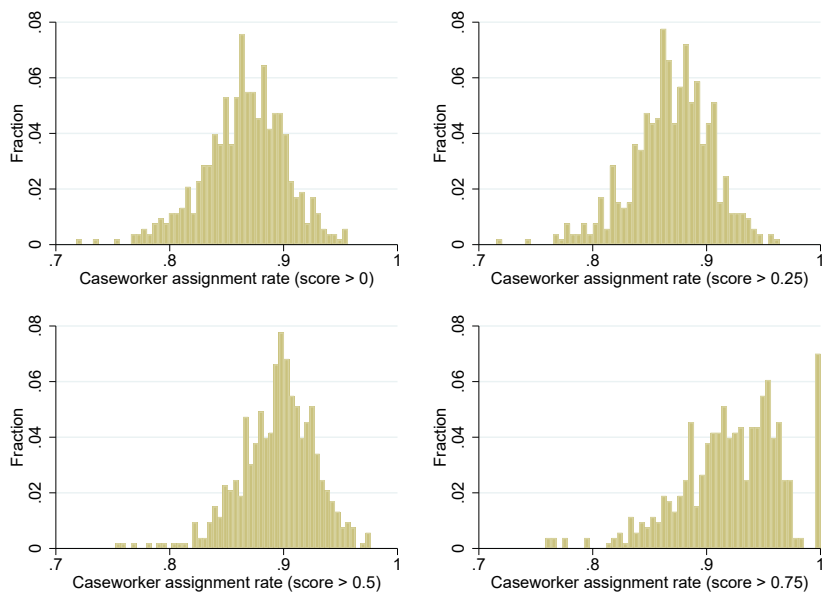 .08
.06
.04
.02
0
Fraction
.7 .8 .9 1
Caseworker assignment rate (score > 0)
.08
.06
.04
.02
0
Fraction
.7 .8 .9 1
Caseworker assignment rate (score > 0.25)
.08
.06
.04
.02
0
Fraction
.7 .8 .9 1
Caseworker assignment rate (score > 0.5)
.08
.06
.04
.02
0
Fraction
.7 .8 .9 1
Caseworker assignment rate (score > 0.75)